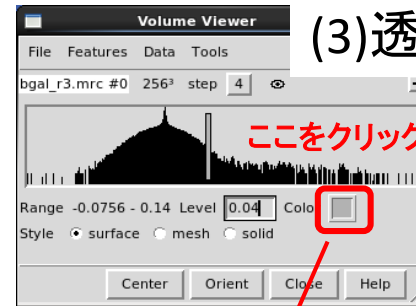 Volume Viewer
(3)透
File Features Data Tools
bgal_r3.mrc #0 256³ step 4
ここをクリック
Range -0.0756 - 0.14 Level 0.04 Colo
Style surface mesh solid
Center Orient Close Help